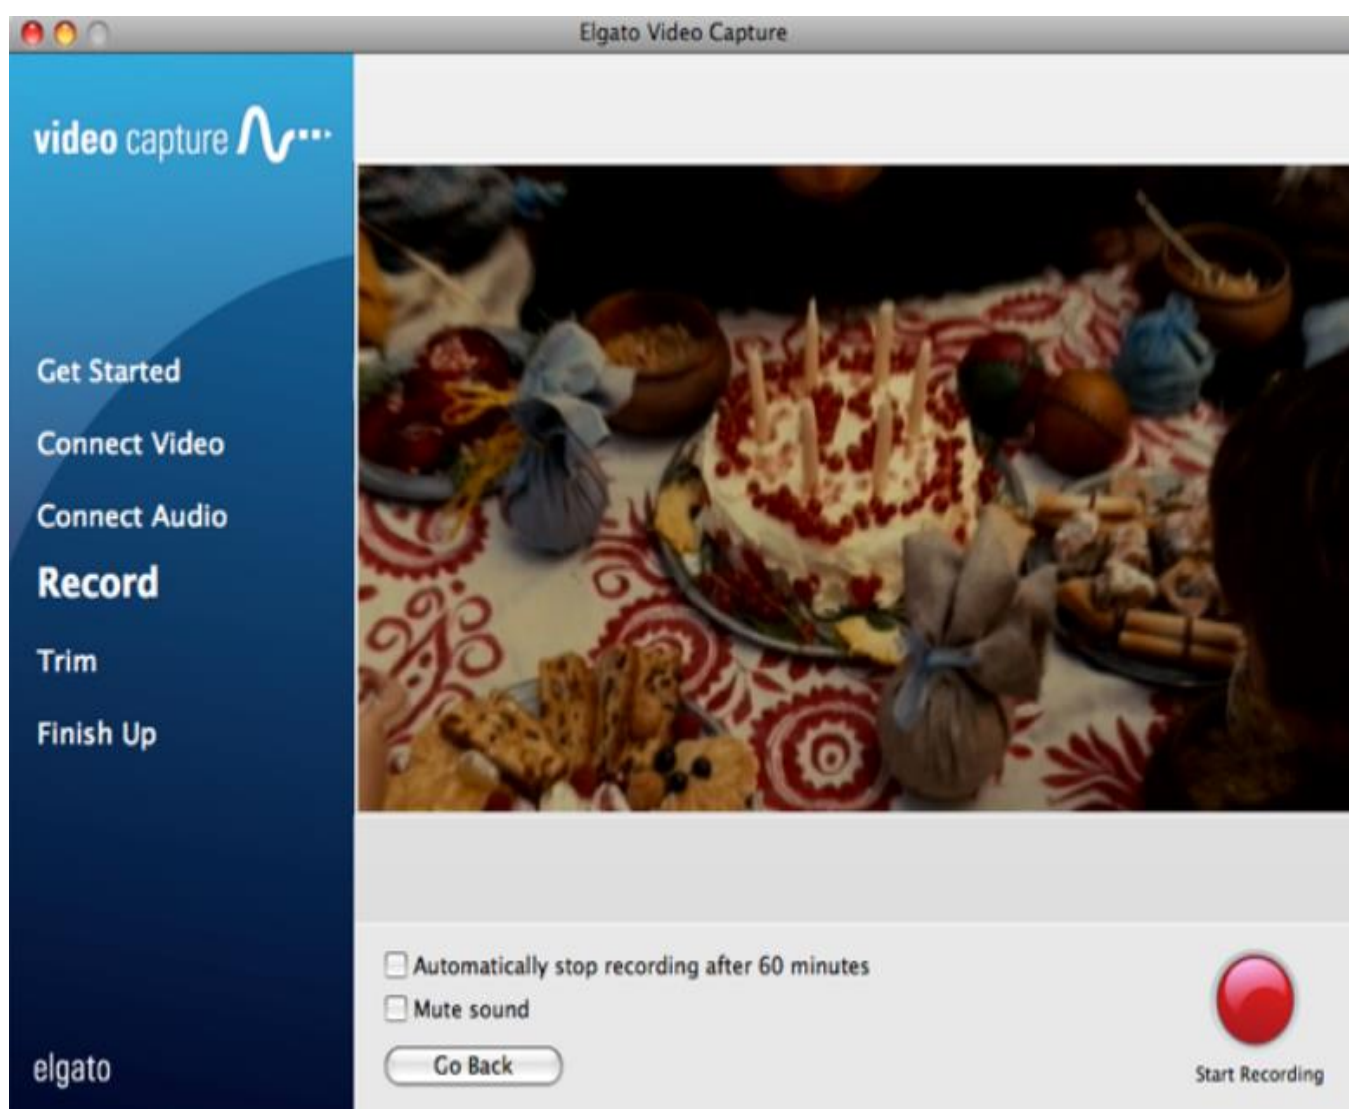 Elgato Video Capture
video capture
Get Started
Connect Video
Connect Audio
Record
Trim
Finish Up
elgato
Automatically stop recording after 60 minutes
Mute sound
Go Back
Start Recording